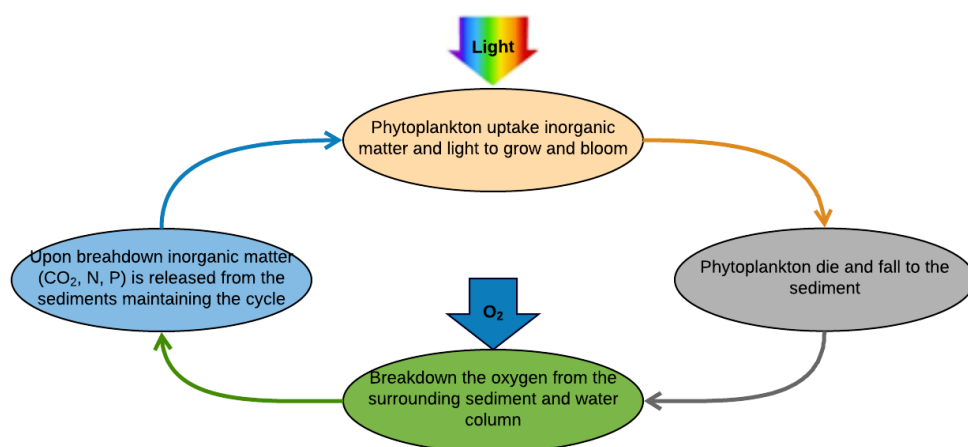 Light
Phytoplankton uptake inorganic
matter and light to grow and bloom
Upon breahdown inorganic matter
(CO₂, N, P) is released from the
sediments maintaining the cycle
Phytoplankton die and fall to the
sediment
O₂
Breakdown the oxygen from the
surrounding sediment and water
column